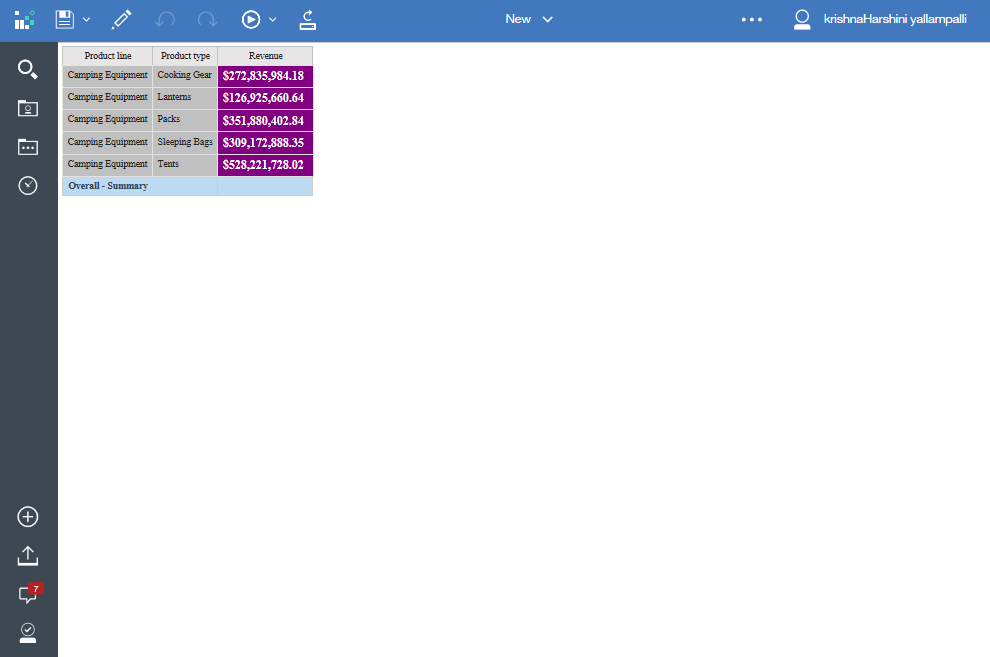 New
krishnaHarshini yallampalli
Product line Product type Revenue
Camping Equipment Cooking Gear $272,835,984.18
Camping Equipment Lanterns $126,925,660.64
Camping Equipment Packs $351,880,402.84
Camping Equipment Sleeping Bags $309,172,888.35
Camping Equipment Tents $528,221,728.02
Overall - Summary
7